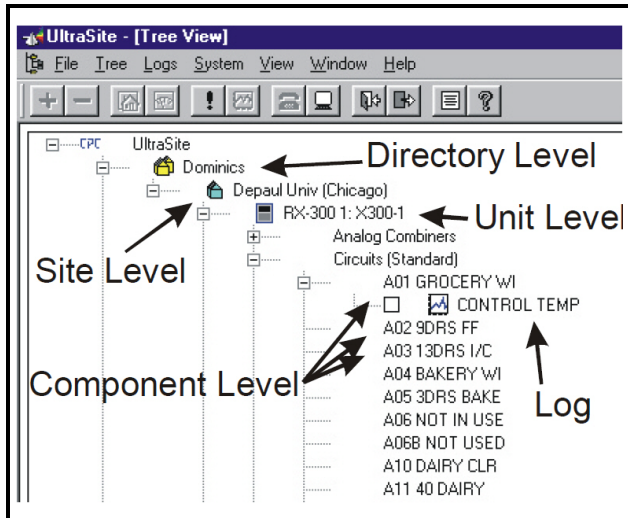 UltraSite - [Tree View]
File Tree Logs System View Window Help
CPC UltraSite
Dominics
Directory Level
Depaul Univ (Chicago)
RX-300 1: X300-1
Unit Level
Analog Combiners
Site Level
Circuits (Standard)
A01 GROCERY WI
CONTROL TEMP
A02 9DRS FF
A03 13DRS I/C
Component Level
A04 BAKERY WI
A05 3DRS BAKE
Log
A06 NOT IN USE
A06B NOT USED
A10 DAIRY CLR
A11 40 DAIRY